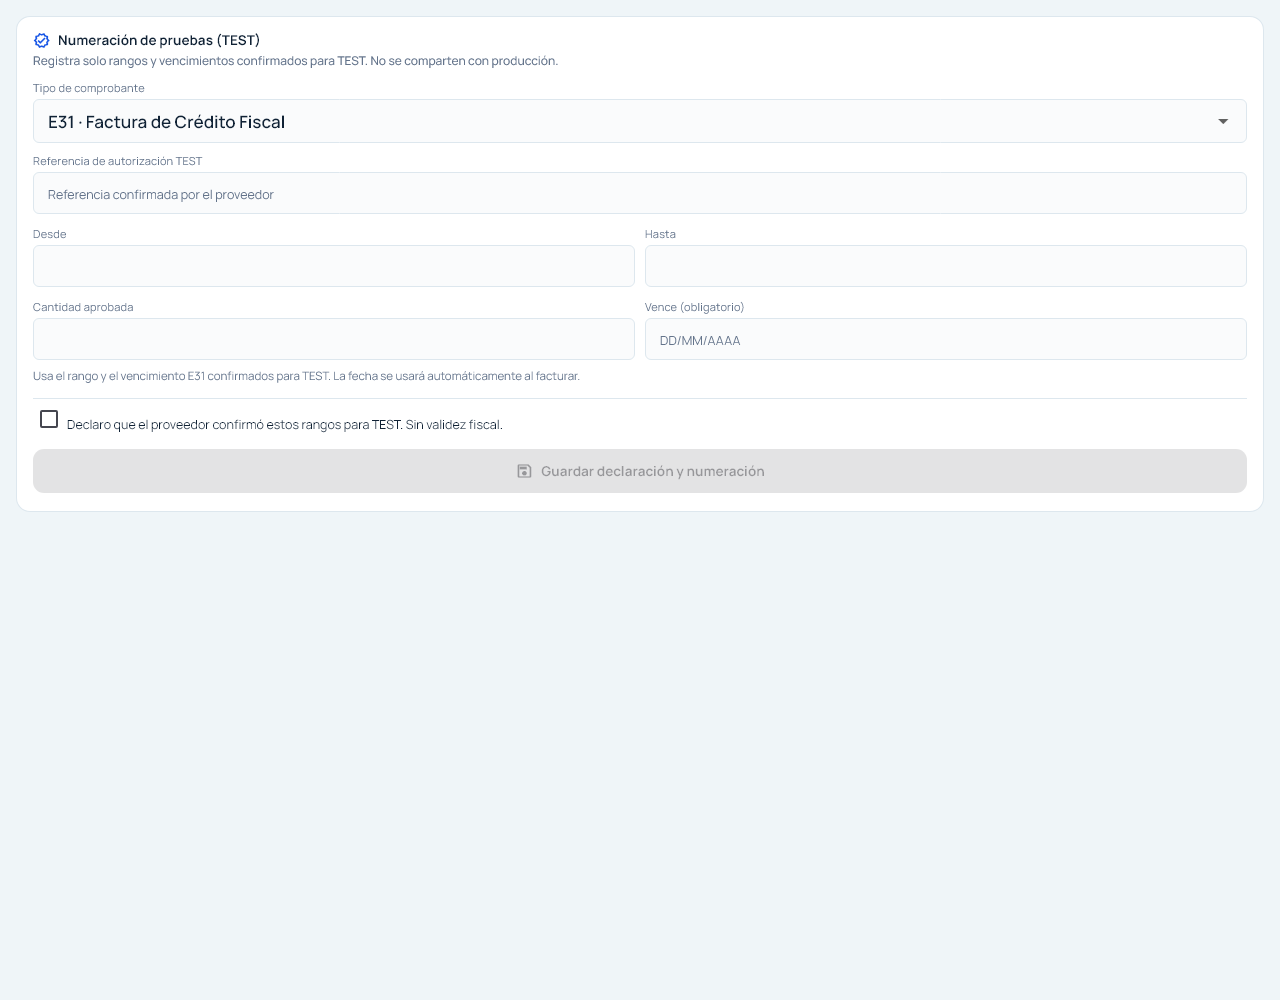 Numeración de pruebas (TEST)
Registra solo rangos y vencimientos confirmados para TEST. No se comparten con producción.
Tipo de comprobante
E31 · Factura de Crédito Fiscal
Referencia de autorización TEST
Referencia confirmada por el proveedor
Desde
Hasta
Cantidad aprobada
Vence (obligatorio)
DD/MM/AAAA
Usa el rango y el vencimiento E31 confirmados para TEST. La fecha se usará automáticamente al facturar.
Declaro que el proveedor confirmó estos rangos para TEST. Sin validez fiscal.
Guardar declaración y numeración